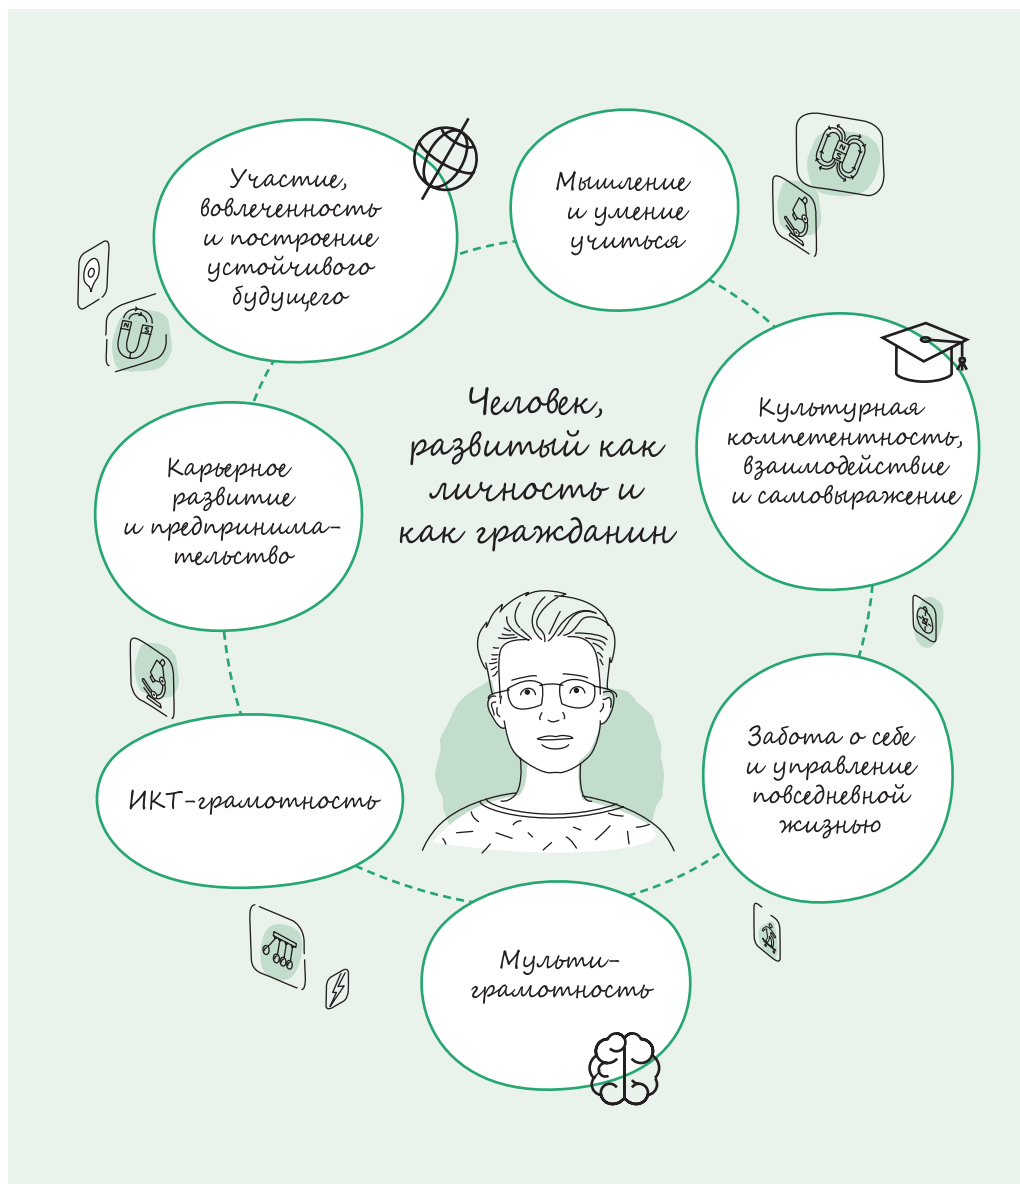 Участие,
вовлеченность
и построение
устойчивого
будущего
Мышление
и умение
учиться
Культурная
компетентность,
взаимодействие
и самовыражение
Человек,
развитый как
личность и
как гражданин
Карьерное
развитие
и предпринима-
тельство
Забота о себе
и управление
повседневной
жизнью
ИКТ-грамотность
Мульти-
грамотность